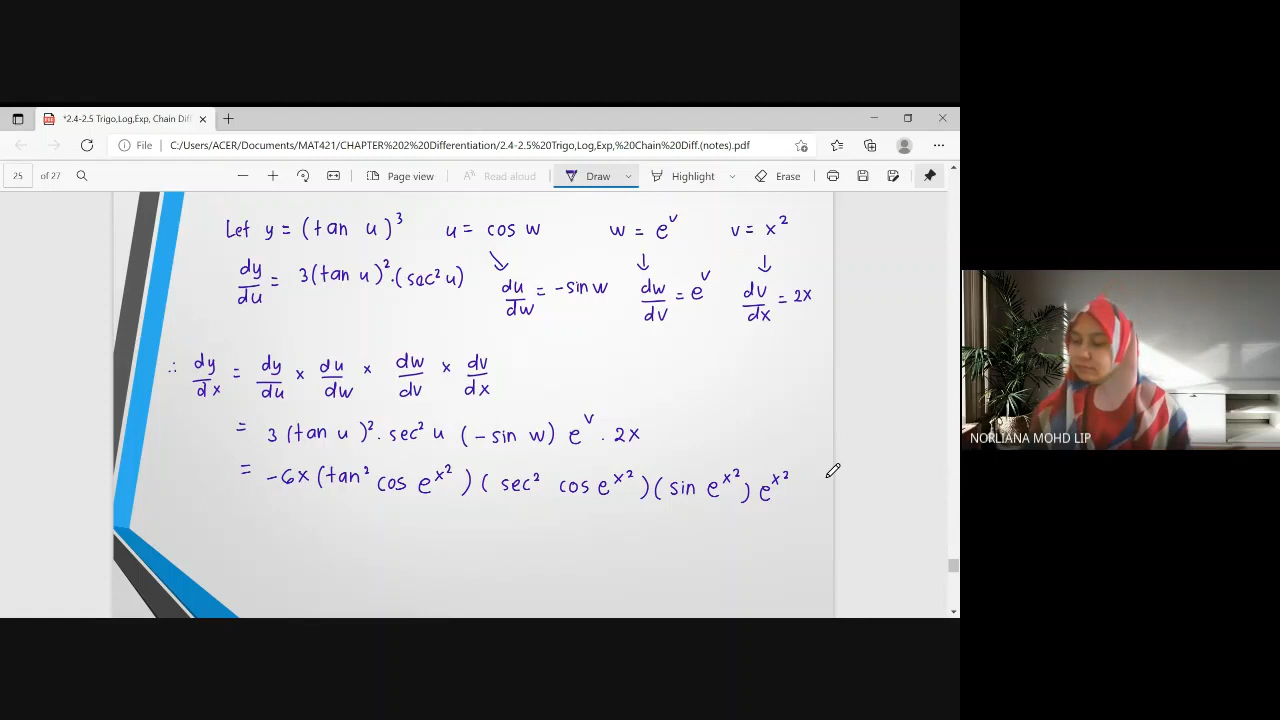 *2.4-2.5 Trigo,Log,Exp, Chain Dif
File C:/Users/ACER/Documents/MAT421/CHAPTER%202%20Differentiation/2.4-2.5%20Trigo,Log,Exp,%20Chain%20Diff.(notes).pdf
25 of 27 Page view Read aloud Draw Highlight Erase
Let y = (tan u)³ u = cos w w = e^v v = x²
dy/du = 3(tan u)².(sec² u) du/dw = -sin w dw/dv = e^v dv/dx = 2x
∴ dy/dx = dy/du × du/dw × dw/dv × dv/dx
= 3 (tan u)². sec² u (- sin w) e^v . 2x
= -6x (tan² cos e^x²) (sec² cos e^x²)(sin e^x²) e^x²
NORLIANA MOHD LIP